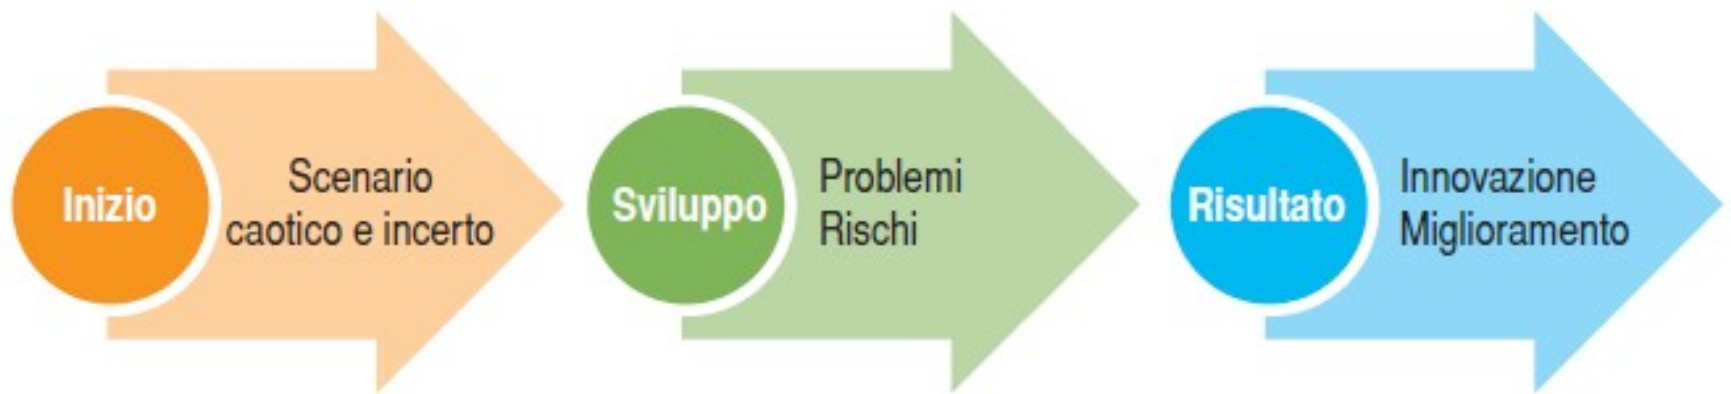 Inizio
Scenario
caotico e incerto
Sviluppo
Problemi
Rischi
Risultato
Innovazione
Miglioramento